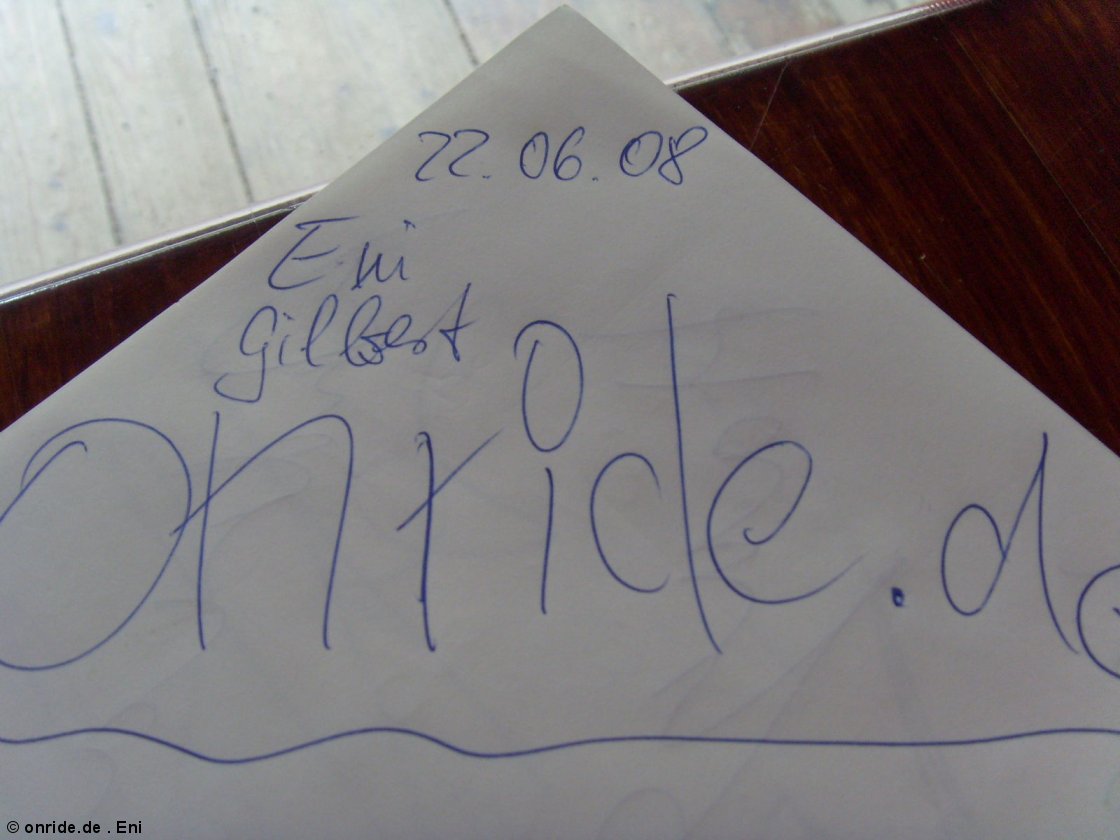 22.06.08
Eni
Gilbert
onride.de
© onride.de . Eni